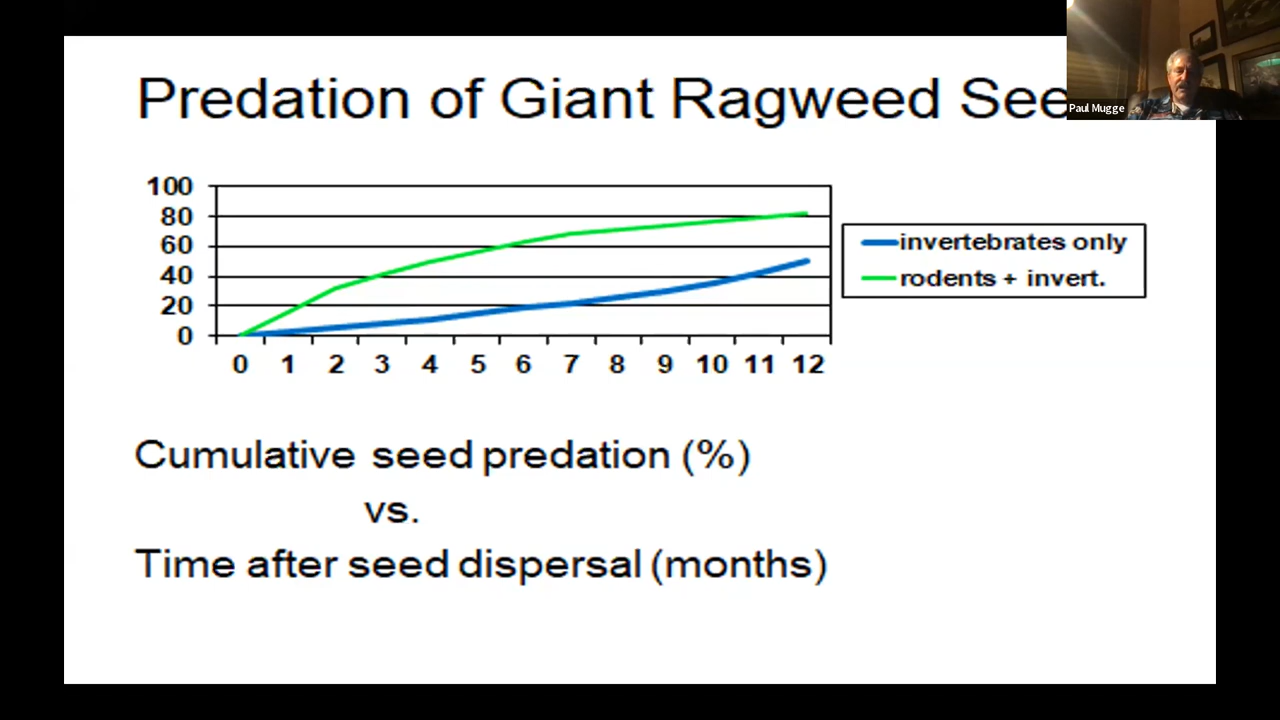 Predation of Giant Ragweed
Paul Mugge
100
80
60
40
20
0
0 1 2 3 4 5 6 7 8 9 10 11 12
invertebrates only
rodents + invert.
Cumulative seed predation (%)
vs.
Time after seed dispersal (months)